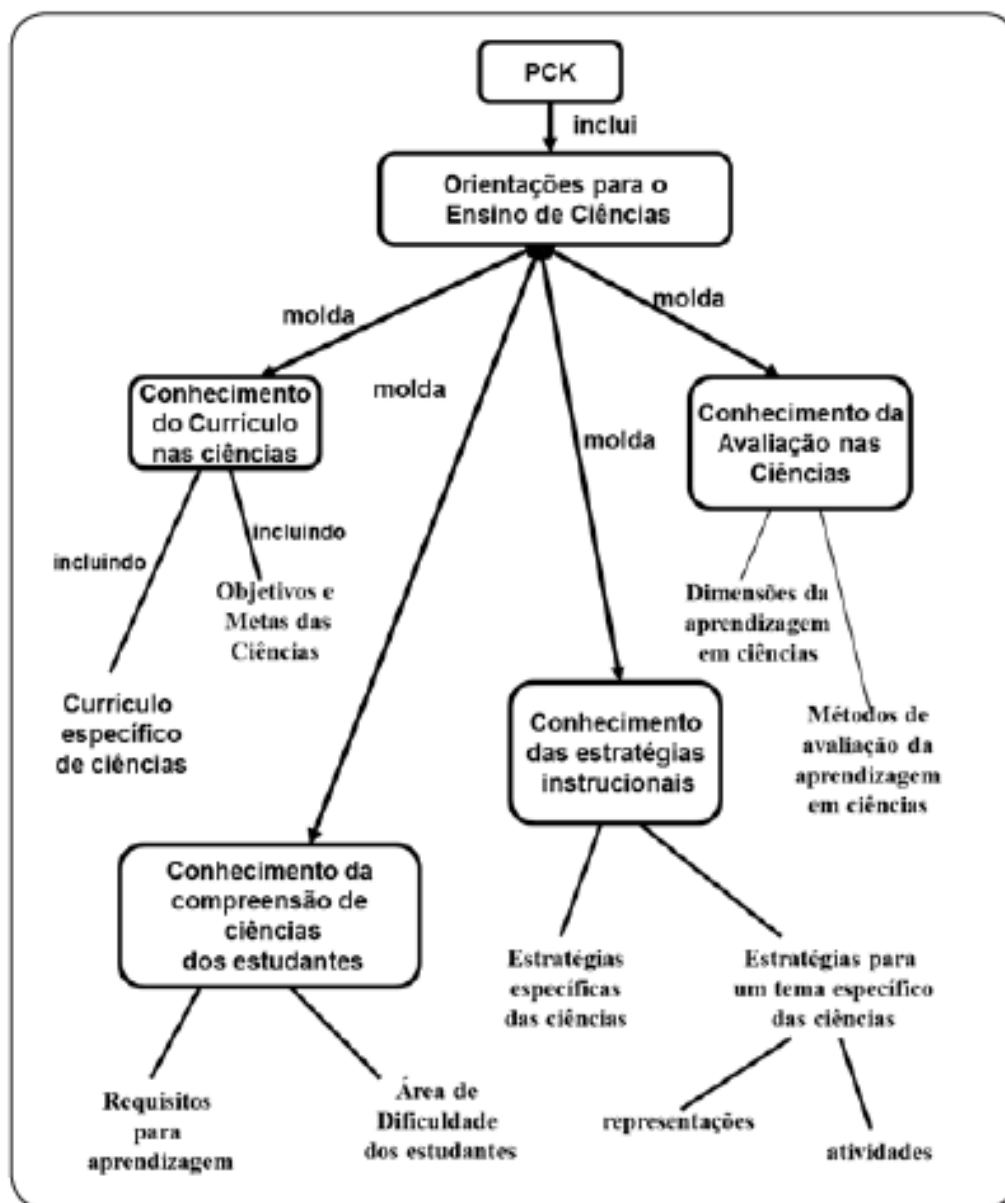 PCK
inclui
Orientações para o
Ensino de Ciências
molda
molda
molda
molda
Conhecimento
do Currículo
nas ciências
Conhecimento da
Avaliação nas
Ciências
incluindo
incluindo
Objetivos e
Metas das
Ciências
Currículo
específico
de ciências
Dimensões da
aprendizagem
em ciências
Métodos de
avaliação da
aprendizagem
em ciências
Conhecimento
das estratégias
instrucionais
Conhecimento da
compreensão de
ciências
dos estudantes
Estratégias
específicas
das ciências
Estratégias para
um tema específico
das ciências
Requisitos
para
aprendizagem
Área de
Dificuldade
dos estudantes
representações
atividades